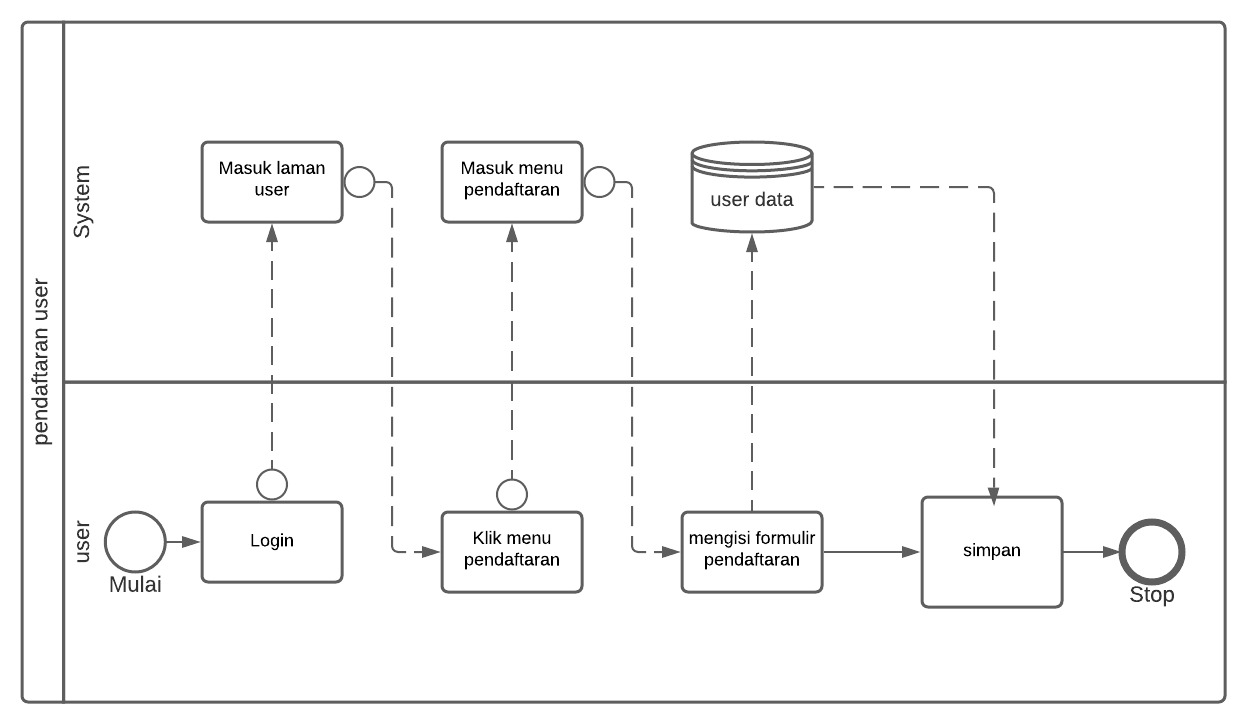 pendaftaran user
System
Masuk laman
user
Masuk menu
pendaftaran
user data
user
Mulai
Login
Klik menu
pendaftaran
mengisi formulir
pendaftaran
simpan
Stop